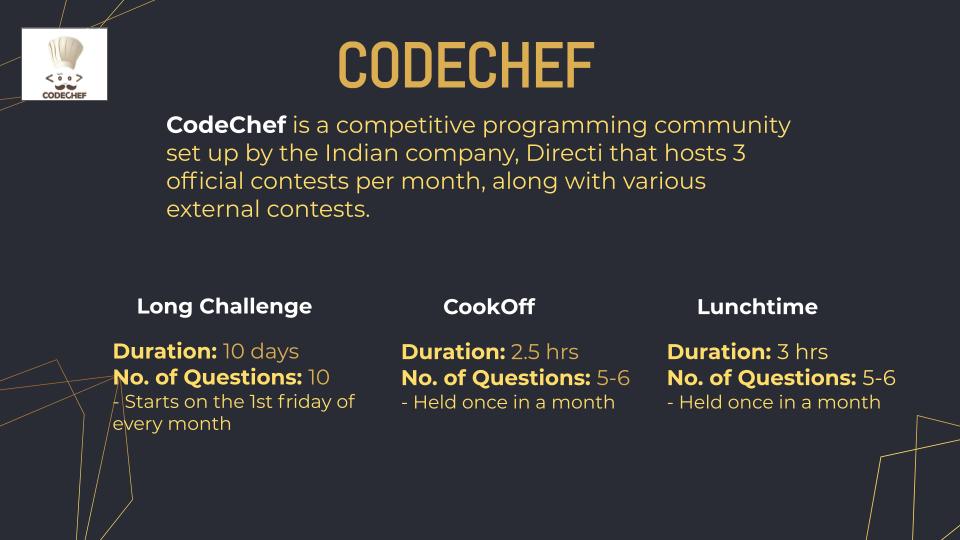 CODECHEF
CODECHEF
CodeChef is a competitive programming community
set up by the Indian company, Directi that hosts 3
official contests per month, along with various
external contests.
Long Challenge
Duration: 10 days
No. of Questions: 10
- Starts on the 1st friday of
every month
CookOff
Duration: 2.5 hrs
No. of Questions: 5-6
- Held once in a month
Lunchtime
Duration: 3 hrs
No. of Questions: 5-6
- Held once in a month